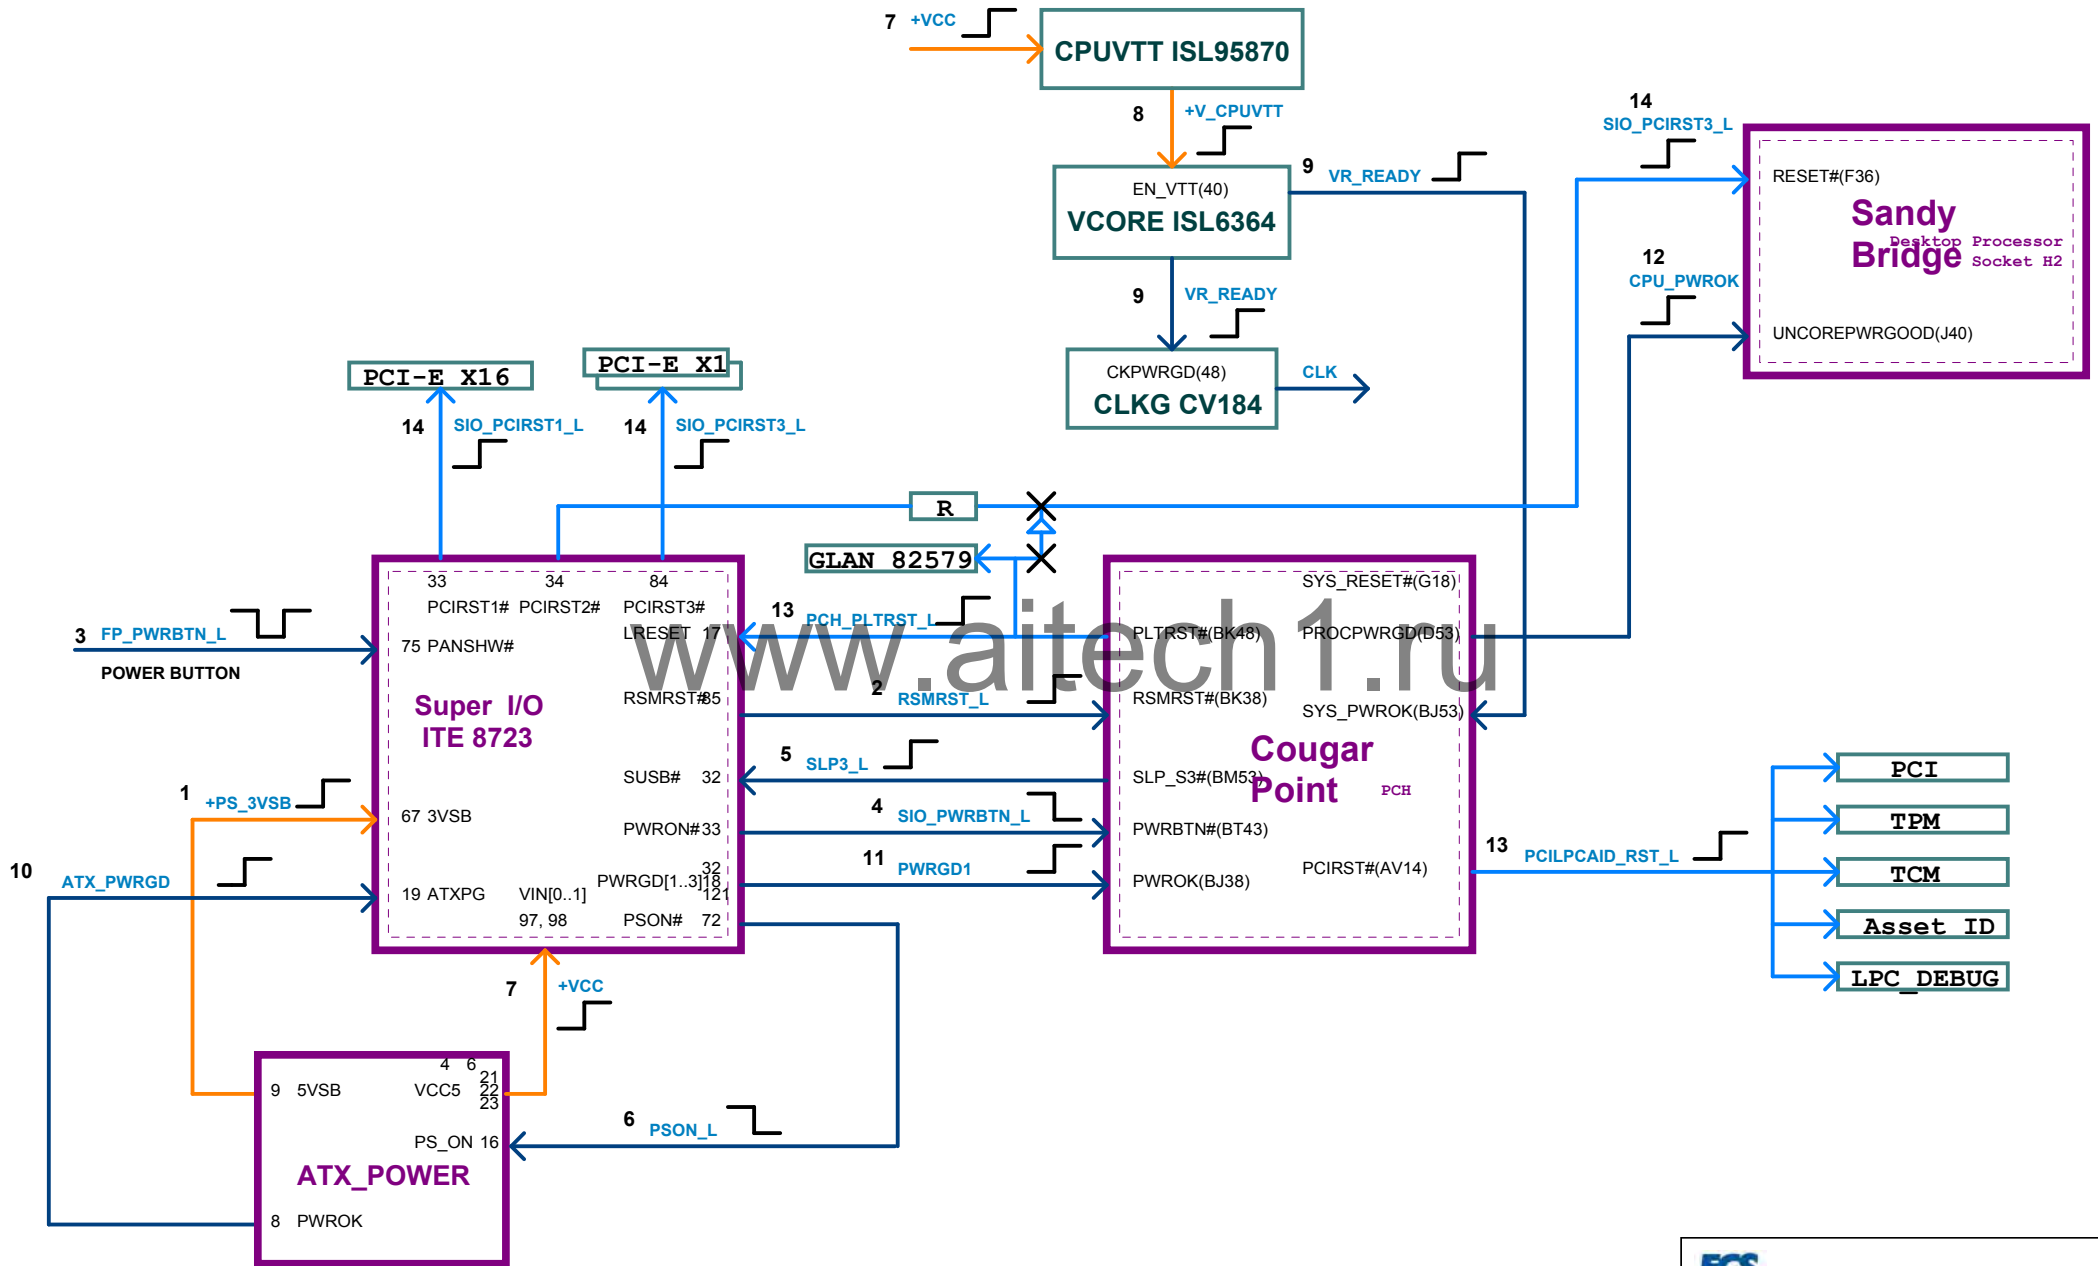 7 +VCC
CPUVTT ISL95870
8 +V_CPUVTT
EN_VTT(40)
VCORE ISL6364
9 VR_READY
9 VR_READY
CKPWRGD(48)
CLKG CV184
CLK
14
SIO_PCIRST3_L
RESET#(F36)
Sandy
Bridge
Desktop Processor
Socket H2
12
CPU_PWROK
UNCOREPWRGOOD(J40)
PCI-E X16
PCI-E X1
14 SIO_PCIRST1_L
14 SIO_PCIRST3_L
R
GLAN 82579
33 34 84
PCIRST1# PCIRST2# PCIRST3#
LRESET 17
3 FP_PWRBTN_L
POWER BUTTON
75 PANSHW#
Super I/O
ITE 8723
RSMRST# 85
SUSB# 32
1 +PS_3VSB
67 3VSB
PWRON# 33
10 ATX_PWRGD
19 ATXPG
VIN[0..1]
97, 98
32
PWRGD[1..3] 18
121
PSON# 72
13 PCH_PLTRST_L
2 RSMRST_L
5 SLP3_L
4 SIO_PWRBTN_L
11 PWRGD1
SYS_RESET#(G18)
PLTRST#(BK48)
PROCPWRGD(D53)
RSMRST#(BK38)
SYS_PWROK(BJ53)
Cougar
Point
PCH
SLP_S3#(BM53)
PWRBTN#(BT43)
PCIRST#(AV14)
PWROK(BJ38)
13 PCILPCAID_RST_L
PCI
TPM
TCM
Asset ID
LPC_DEBUG
7 +VCC
4 6
21
22
23
9 5VSB
VCC5
PS_ON 16
6 PSON_L
ATX_POWER
8 PWROK
www.aitech1.ru
ECS